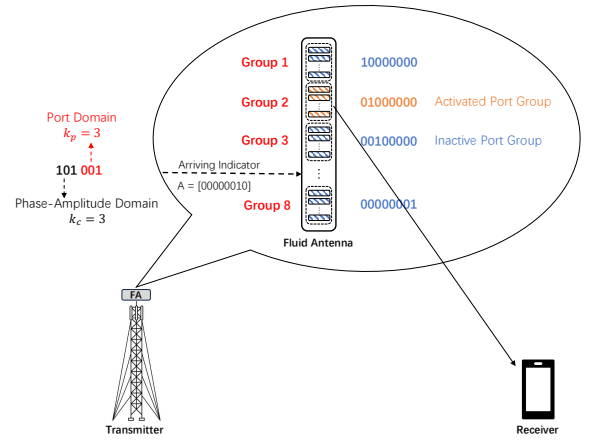 Group 1
10000000
Group 2
01000000
Activated Port Group
Port Domain
k_p = 3
Group 3
00100000
Inactive Port Group
101 001
Arriving Indicator
A = [00000010]
Phase-Amplitude Domain
k_c = 3
Group 8
00000001
Fluid Antenna
FA
Transmitter
Receiver